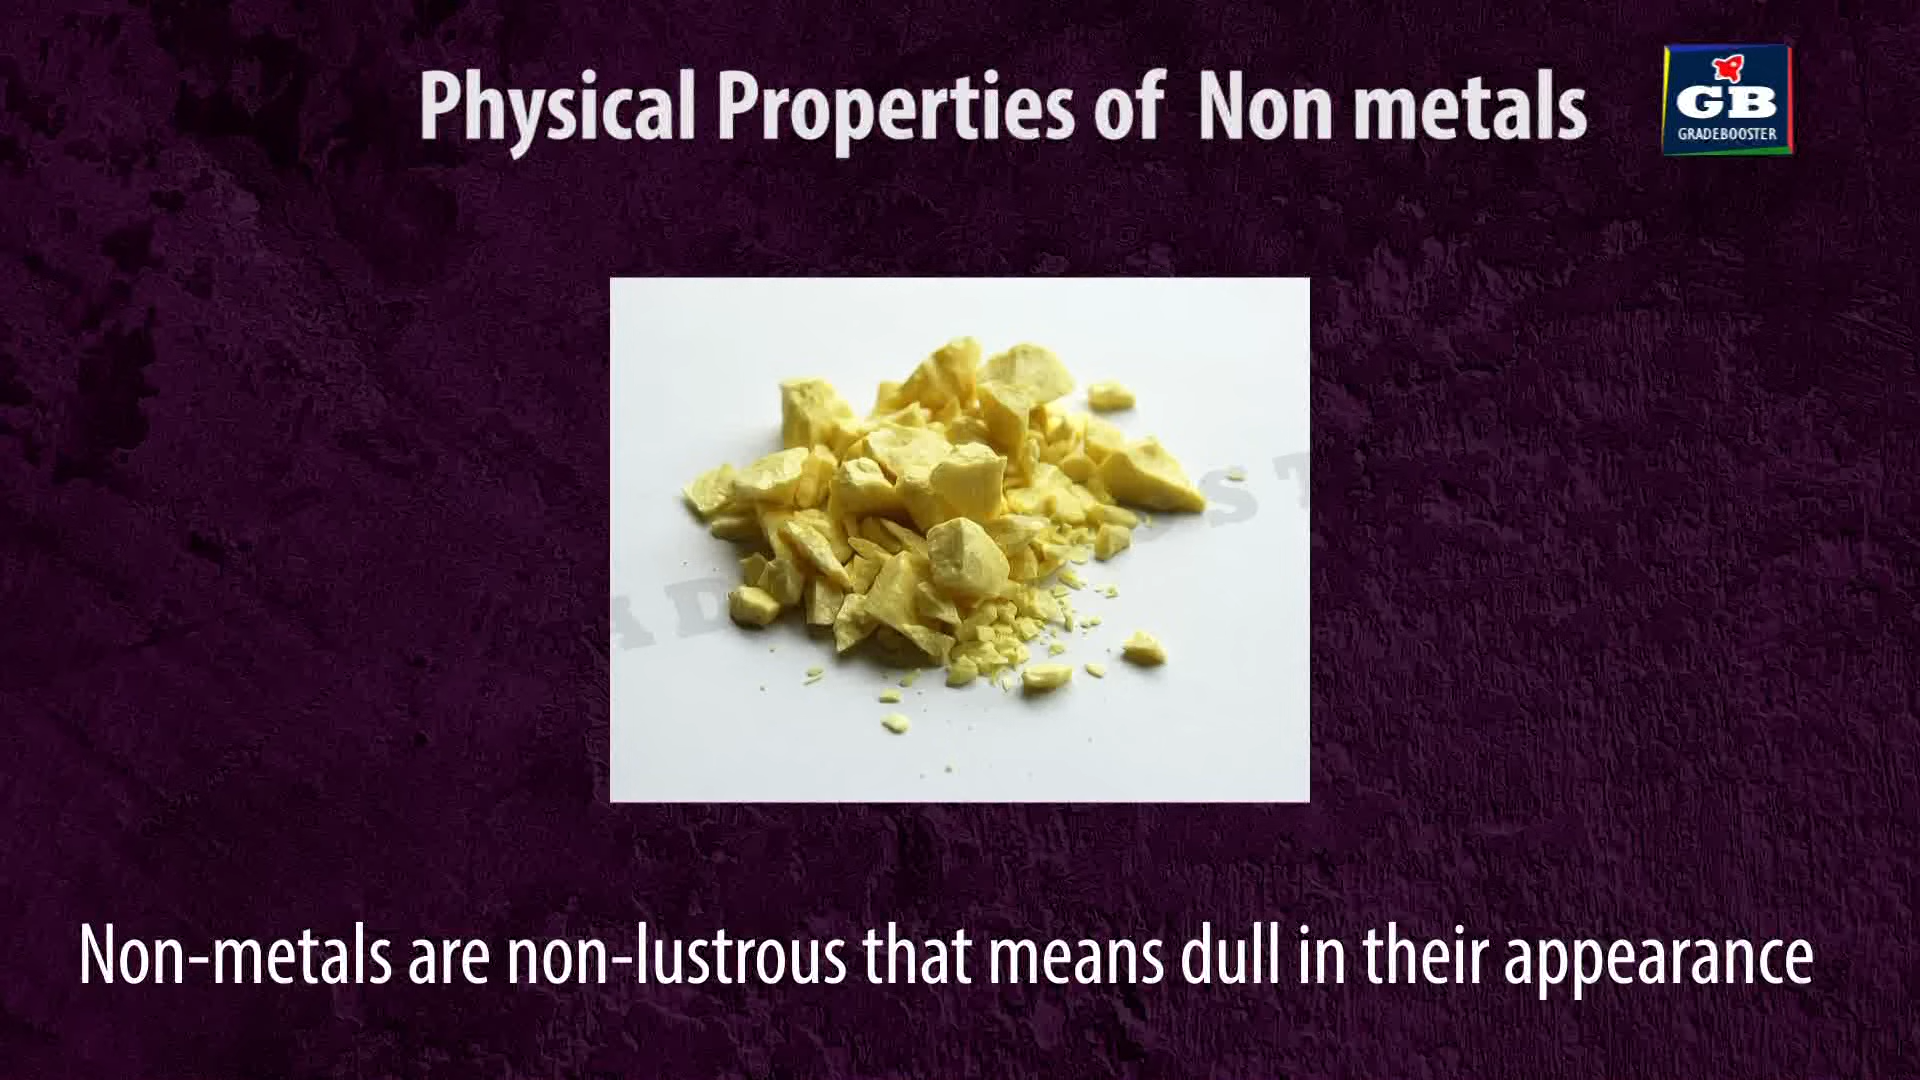 Physical Properties of Non metals
GB
GRADEBOOSTER
Non-metals are non-lustrous that means dull in their appearance